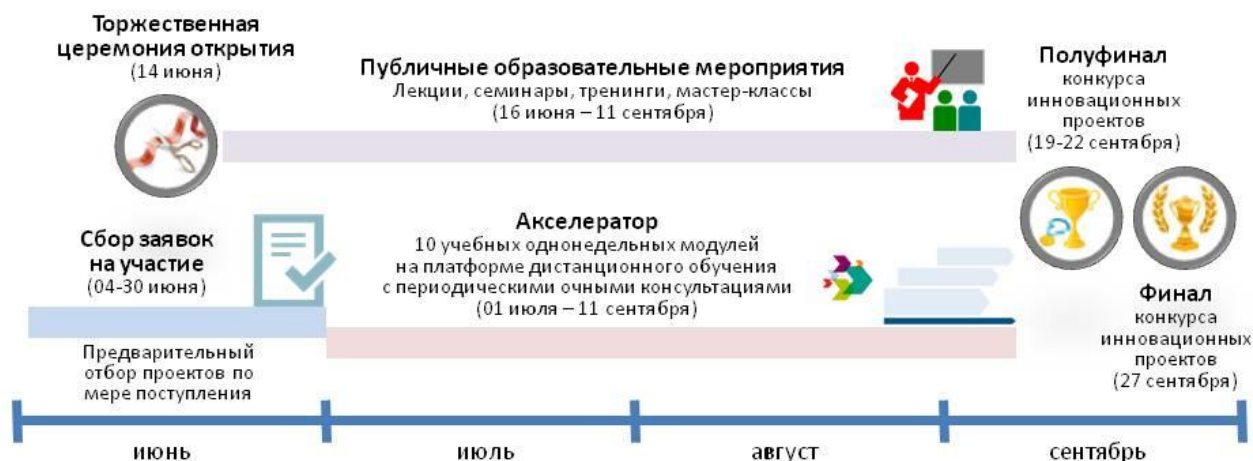 Торжественная
церемония открытия
(14 июня)
Публичные образовательные мероприятия
Лекции, семинары, тренинги, мастер-классы
(16 июня – 11 сентября)
Полуфинал
конкурса
инновационных
проектов
(19-22 сентября)
Сбор заявок
на участие
(04-30 июня)
Акселератор
10 учебных однонедельных модулей
на платформе дистанционного обучения
с периодическими очными консультациями
(01 июля – 11 сентября)
Финал
конкурса
инновационных
проектов
(27 сентября)
Предварительный
отбор проектов по
мере поступления
июнь
июль
август
сентябрь